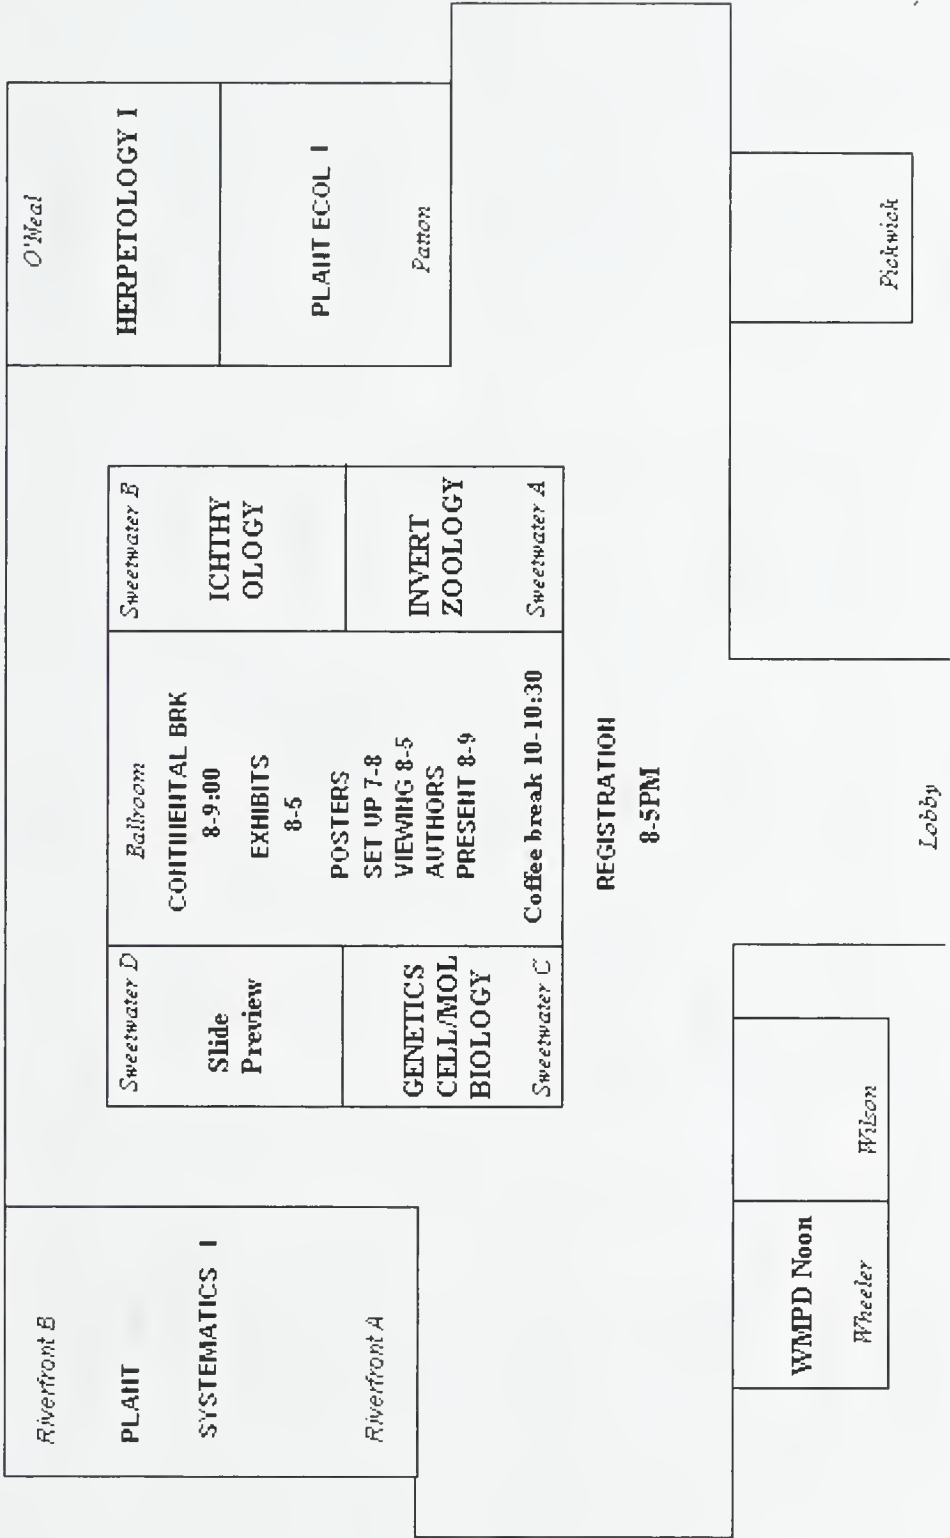 Riverfront B
PLANT
SYSTEMATICS I
Riverfront A
Sweetwater D
Slide
Preview
GENETICS
CELL/MOL
BIOLOGY
Sweetwater C
Ballroom
CONTINENTAL BRK
8-9:00
EXHIBITS
8-5
POSTERS
SET UP 7-8
VIEWING 8-5
AUTHORS
PRESENT 8-9
Coffee break 10-10:30
Sweetwater B
ICHTHY
OLOGY
INVERT
ZOOLOGY
Sweetwater A
O'Neal
HERPETOLOGY I
PLANT ECOL I
Patton
REGISTRATION
8-5PM
WMPD Noon
Wheeler
Wilson
Lobby
Pickwick